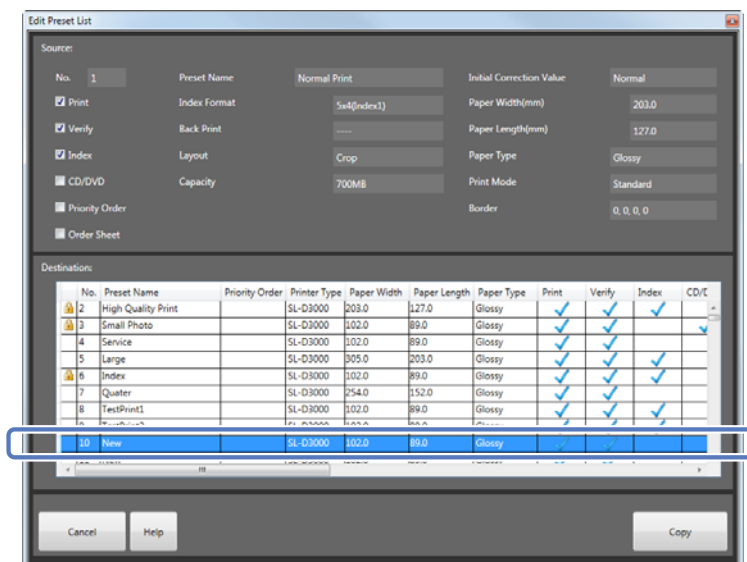 Edit Preset List
Source:
No. 1 Preset Name Normal Print Initial Correction Value Normal
Print Index Format 5x4(Index1) Paper Width(mm) 203.0
Verify Back Print ---- Paper Length(mm) 127.0
Index Layout Crop Paper Type Glossy
CD/DVD Capacity 700MB Print Mode Standard
Priority Order Border 0, 0, 0, 0
Order Sheet
Destination:
No. Preset Name Priority Order Printer Type Paper Width Paper Length Paper Type Print Verify Index CD/D
2 High Quality Print SL-D3000 203.0 127.0 Glossy
3 Small Photo SL-D3000 102.0 89.0 Glossy
4 Service SL-D3000 102.0 89.0 Glossy
5 Large SL-D3000 305.0 203.0 Glossy
6 Index SL-D3000 102.0 89.0 Glossy
7 Quater SL-D3000 254.0 152.0 Glossy
8 TestPrint1 SL-D3000 102.0 89.0 Glossy
10 New SL-D3000 102.0 89.0 Glossy
Cancel Help Copy